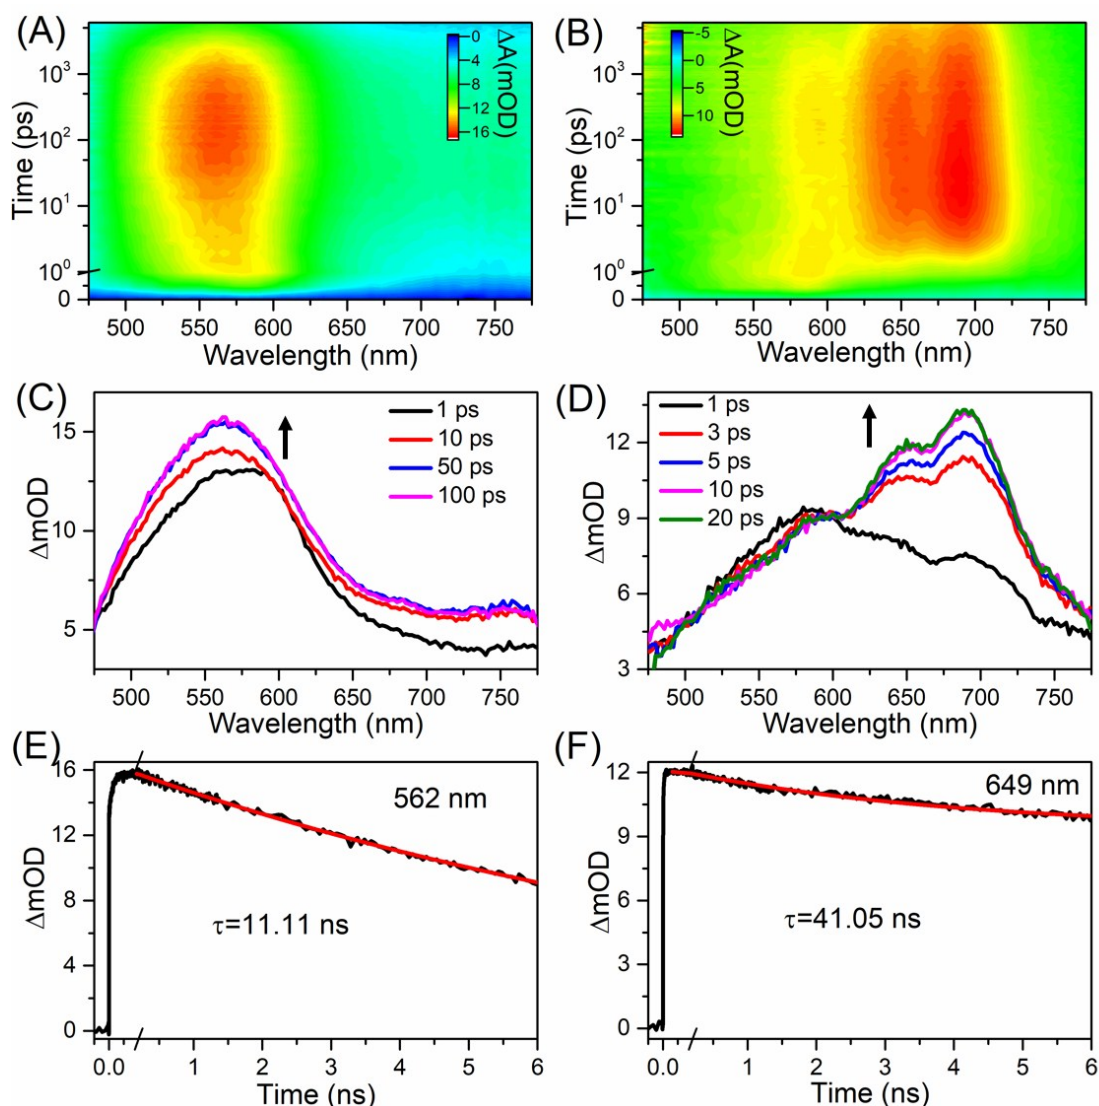 (A)
Time (ps)
10³
10²
10¹
10⁰
0
0
4
8
12
16
ΔA(mOD)
500 550 600 650 700 750
Wavelength (nm)
(B)
Time (ps)
10³
10²
10¹
10⁰
0
-5
0
5
10
ΔA(mOD)
500 550 600 650 700 750
Wavelength (nm)
(C)
ΔmOD
15
10
5
1 ps
10 ps
50 ps
100 ps
500 550 600 650 700 750
Wavelength (nm)
(D)
ΔmOD
12
9
6
3
1 ps
3 ps
5 ps
10 ps
20 ps
500 550 600 650 700 750
Wavelength (nm)
(E)
ΔmOD
16
12
8
4
0
562 nm
τ=11.11 ns
0.0 1 2 3 4 5 6
Time (ns)
(F)
ΔmOD
12
9
6
3
0
649 nm
τ=41.05 ns
0.0 1 2 3 4 5 6
Time (ns)